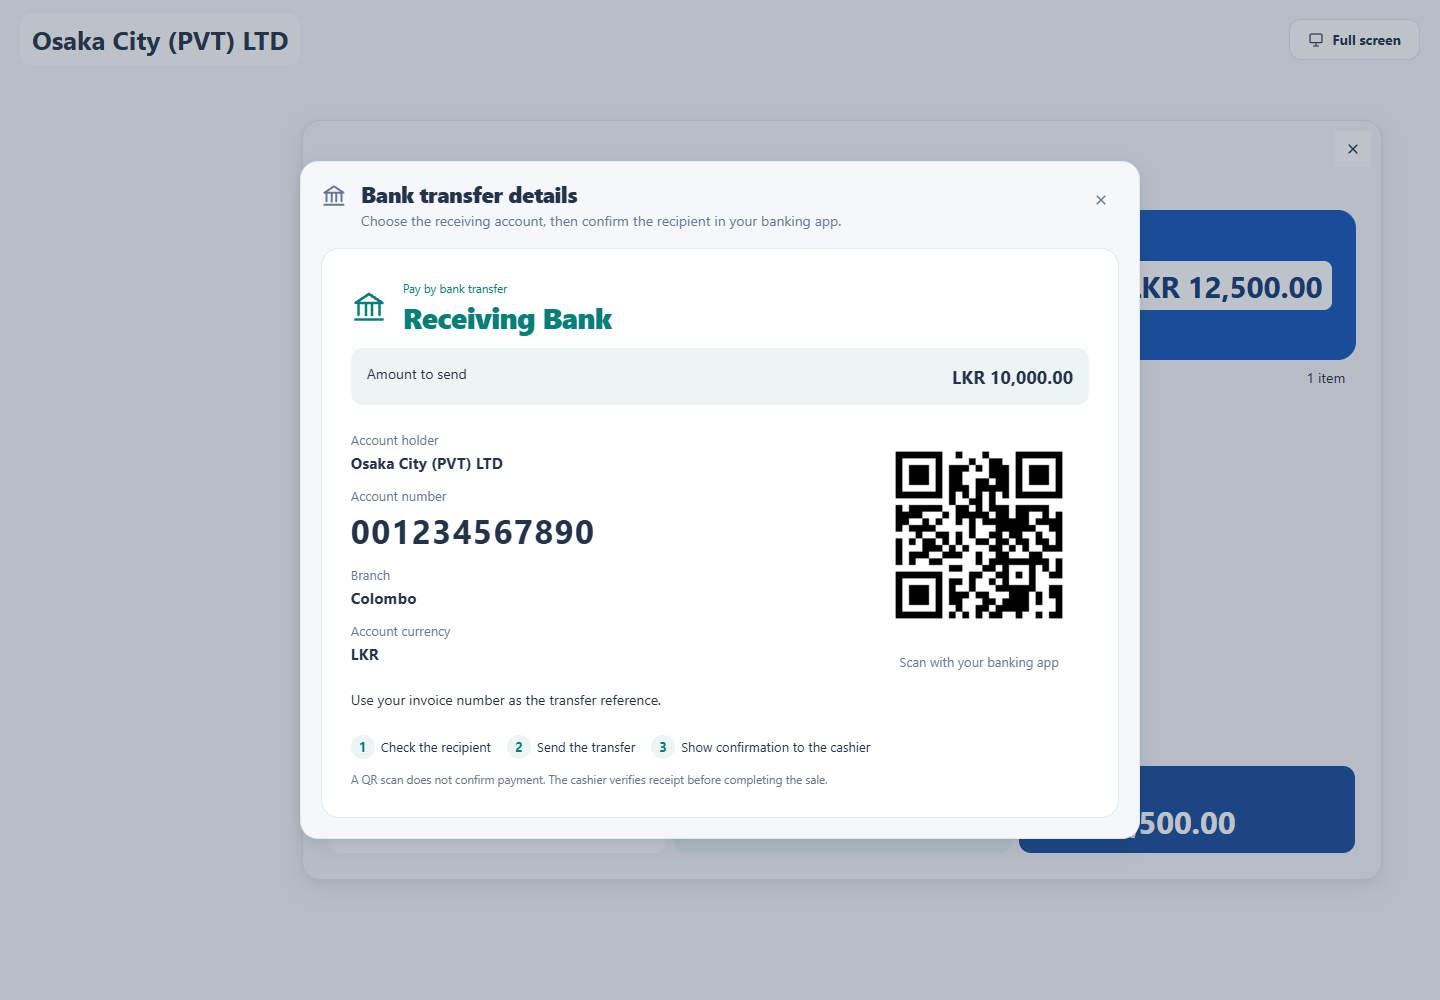 Osaka City (PVT) LTD
Full screen
Bank transfer details
Choose the receiving account, then confirm the recipient in your banking app.
Pay by bank transfer
Receiving Bank
Amount to send
LKR 10,000.00
KR 12,500.00
1 item
Account holder
Osaka City (PVT) LTD
Account number
001234567890
Branch
Colombo
Account currency
LKR
Scan with your banking app
Use your invoice number as the transfer reference.
1 Check the recipient 2 Send the transfer 3 Show confirmation to the cashier
A QR scan does not confirm payment. The cashier verifies receipt before completing the sale.
500.00